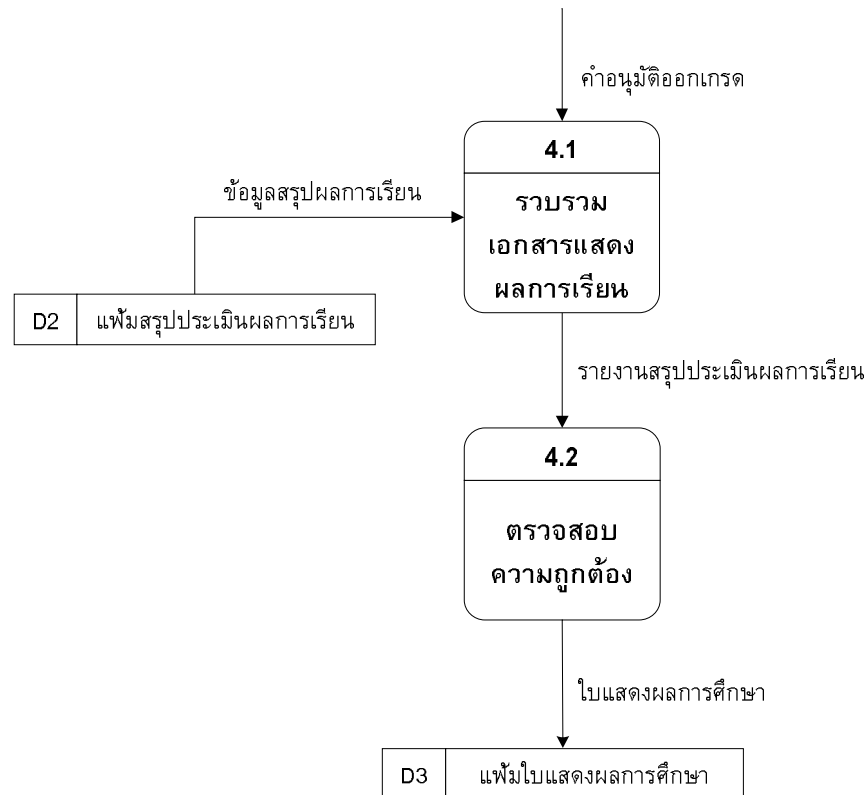 คำอนุมัติออกเกรด
4.1
รวบรวม
เอกสารแสดง
ผลการเรียน
ข้อมูลสรุปผลการเรียน
D2 แฟ้มสรุปประเมินผลการเรียน
รายงานสรุปประเมินผลการเรียน
4.2
ตรวจสอบ
ความถูกต้อง
ใบแสดงผลการศึกษา
D3 แฟ้มใบแสดงผลการศึกษา